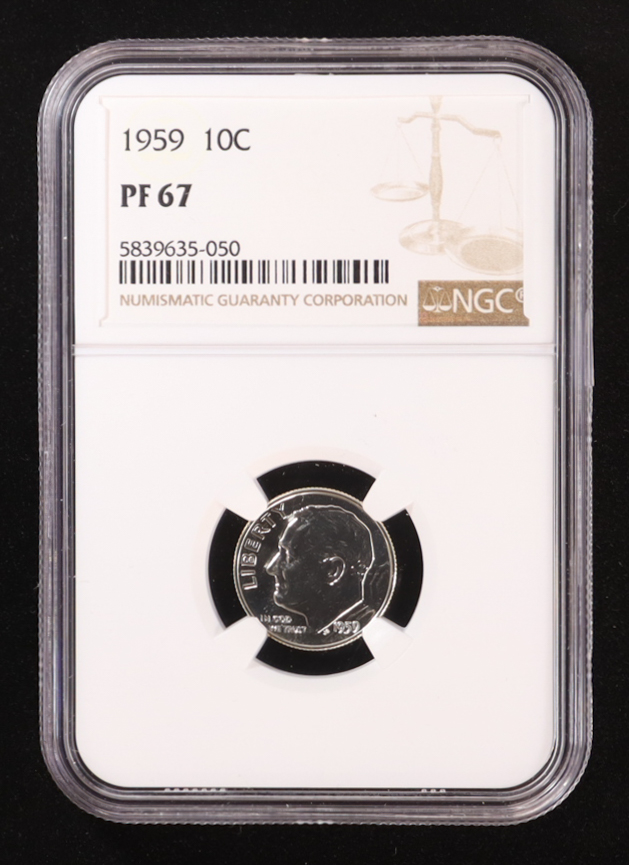 1959 10C
PF 67
5839635-050
NUMISMATIC GUARANTY CORPORATION
NGC®
LIBERTY
IN GOD
WE TRUST
1959